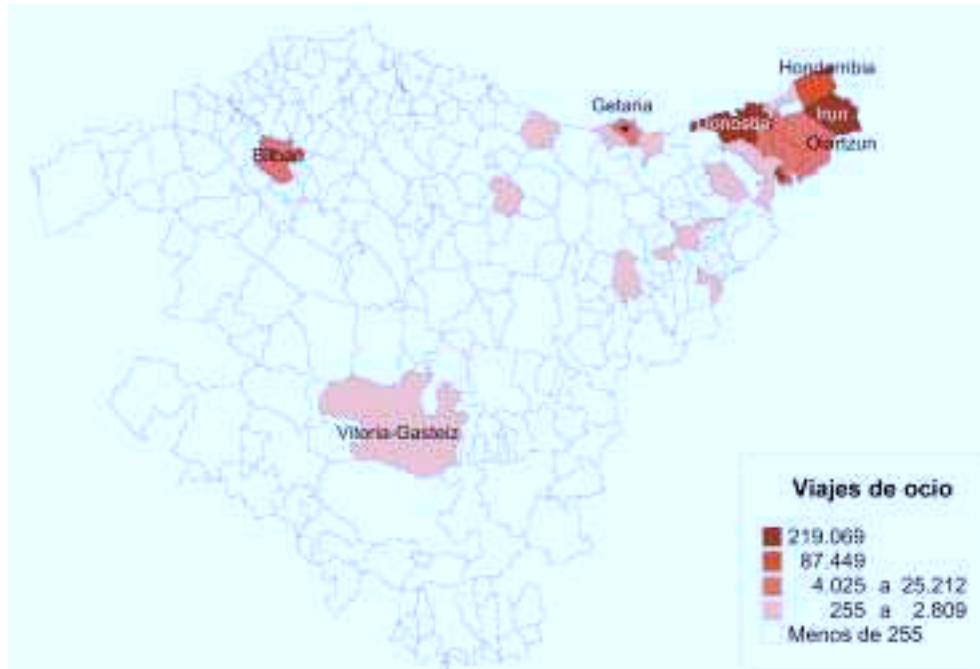 Hondarribia
Getaria
Donostia
Irun
Oiartzun
Bilbao
Vitoria-Gasteiz
Viajes de ocio
219.069
87.449
4.025 a 25.212
255 a 2.809
Menos de 255